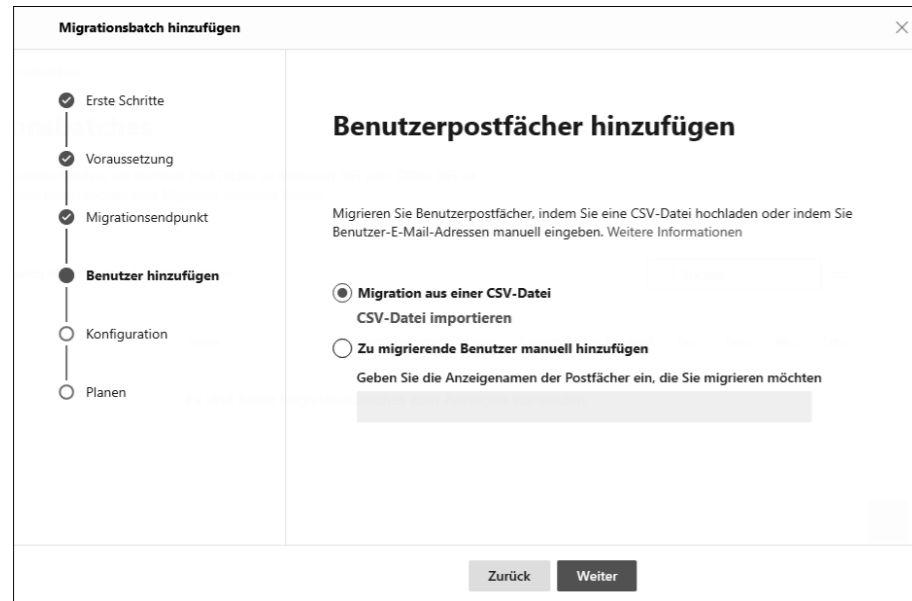 Migrationsbatch hinzufügen
Erste Schritte
Voraussetzung
Migrationsendpunkt
Benutzer hinzufügen
Konfiguration
Planen
Benutzerpostfächer hinzufügen
Migrieren Sie Benutzerpostfächer, indem Sie eine CSV-Datei hochladen oder indem Sie
Benutzer-E-Mail-Adressen manuell eingeben. Weitere Informationen
Migration aus einer CSV-Datei
CSV-Datei importieren
Zu migrierende Benutzer manuell hinzufügen
Geben Sie die Anzeigenamen der Postfächer ein, die Sie migrieren möchten
Zurück
Weiter